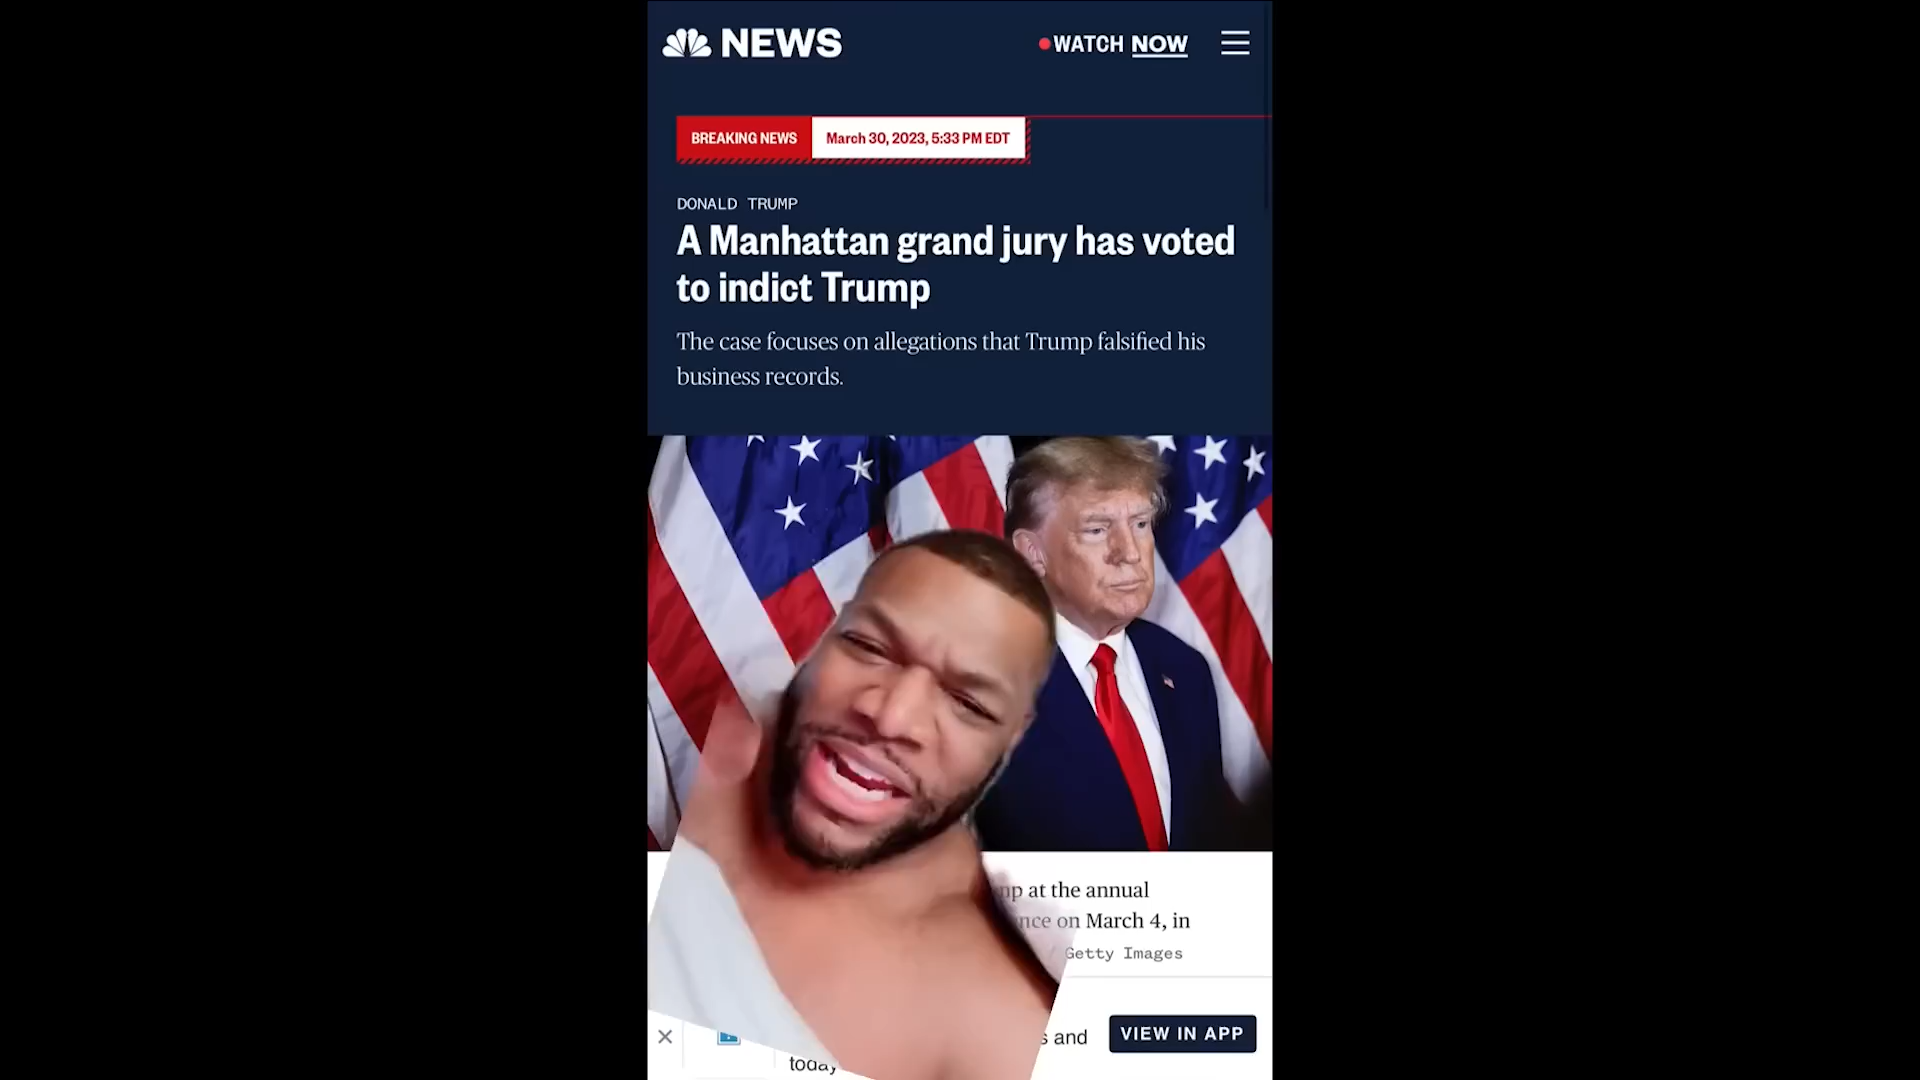 NEWS
WATCH NOW
BREAKING NEWS
March 30, 2023, 5:33 PM EDT
DONALD TRUMP
A Manhattan grand jury has voted
to indict Trump
The case focuses on allegations that Trump falsified his
business records.
at the annual
on March 4, in
Getty Images
and
VIEW IN APP
today